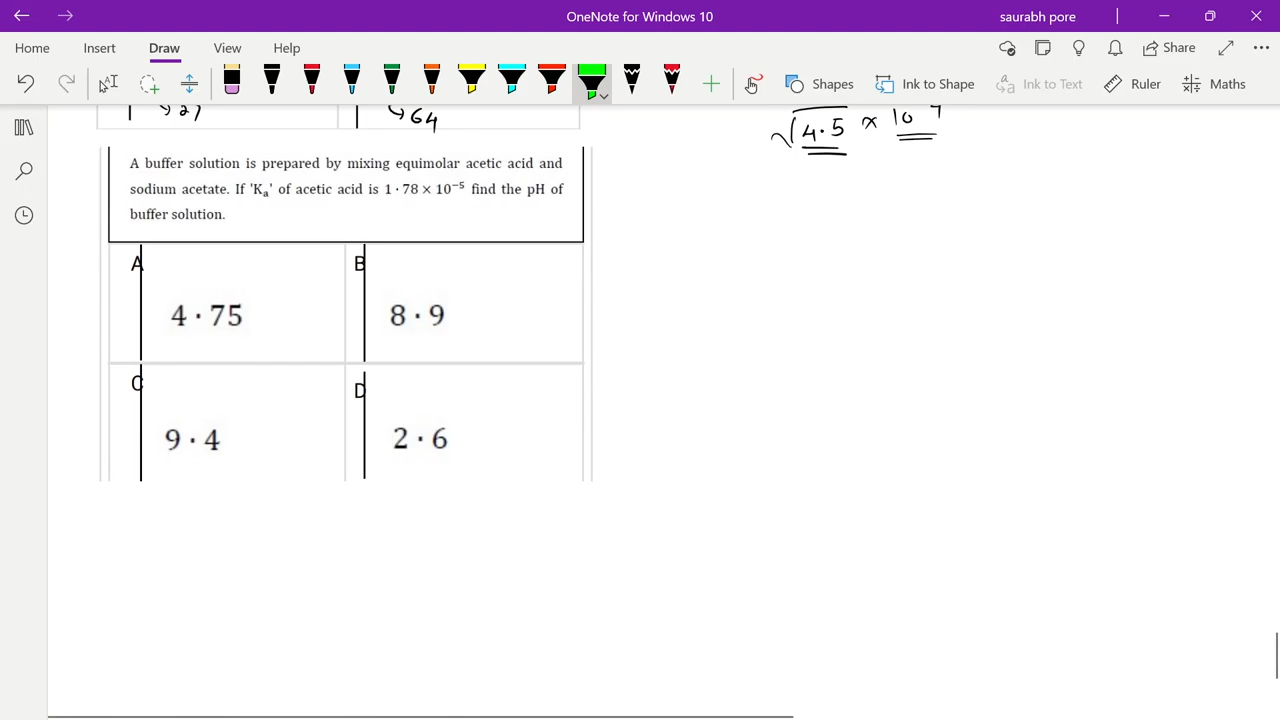 OneNote for Windows 10
saurabh pore
Home Insert Draw View Help
Share
Shapes Ink to Shape Ink to Text Ruler Maths
↳ 27 ↳ 64
√4.5 × 10
A buffer solution is prepared by mixing equimolar acetic acid and
sodium acetate. If 'Kₐ' of acetic acid is 1·78 × 10⁻⁵ find the pH of
buffer solution.
A B
4·75 8·9
C D
9·4 2·6